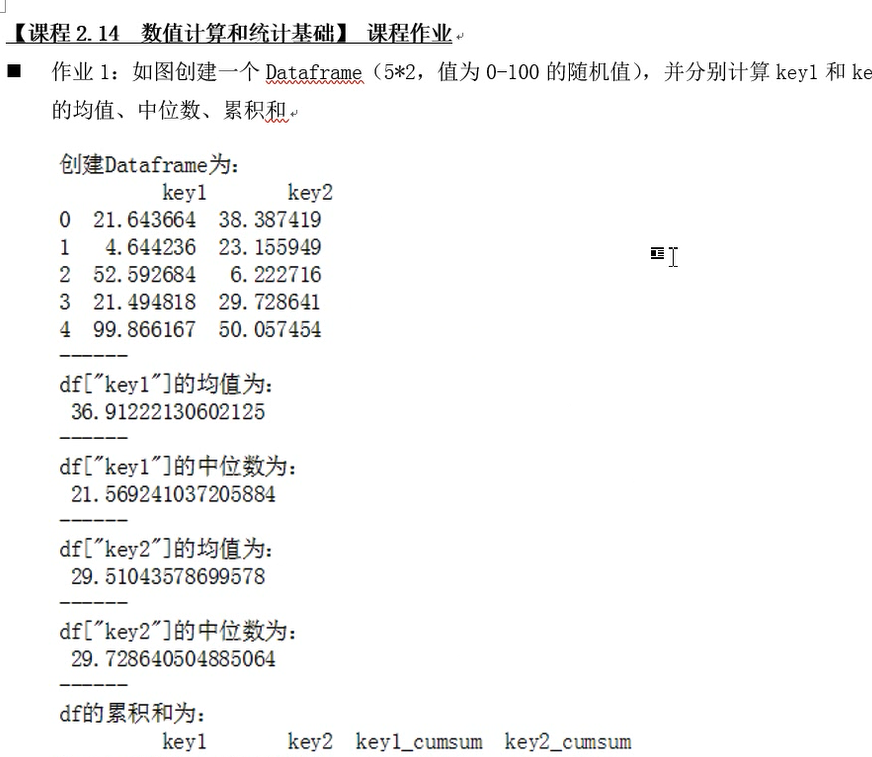 【课程 2.14 数值计算和统计基础】 课程作业
■ 作业 1：如图创建一个 Dataframe（5*2，值为 0-100 的随机值），并分别计算 key1 和 ke
的均值、中位数、累积和
创建Dataframe为:
key1 key2
0 21.643664 38.387419
1 4.644236 23.155949
2 52.592684 6.222716
3 21.494818 29.728641
4 99.866167 50.057454
------
df["key1"]的均值为:
36.91222130602125
------
df["key1"]的中位数为:
21.569241037205884
------
df["key2"]的均值为:
29.51043578699578
------
df["key2"]的中位数为:
29.728640504885064
------
df的累积和为:
key1 key2 key1_cumsum key2_cumsum